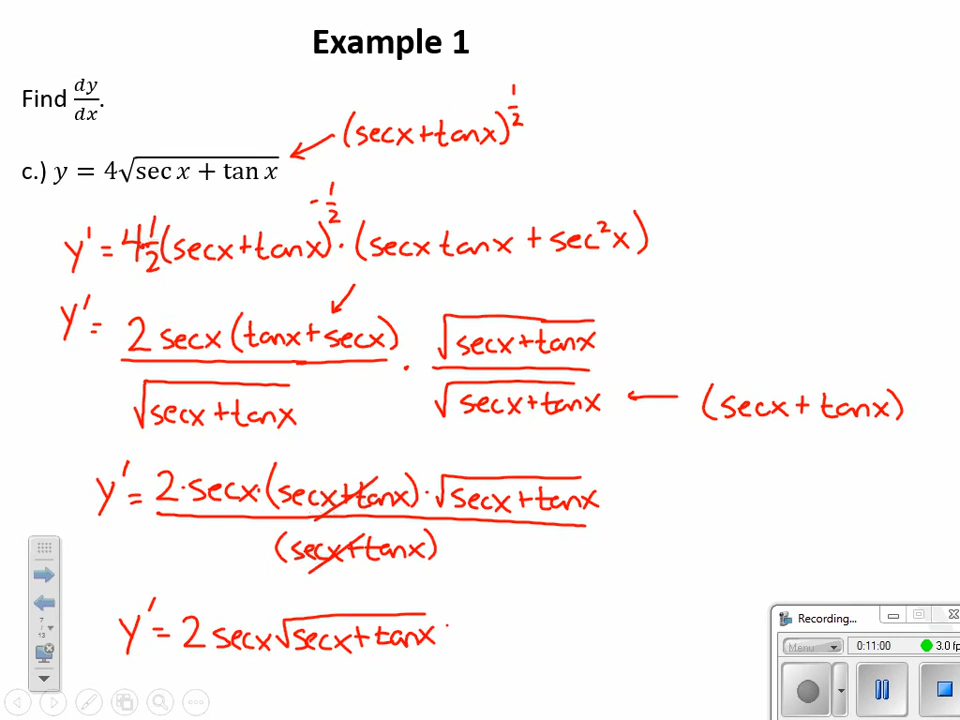 Example 1
Find dy/dx.
(secx+tanx)^1/2
c.) y = 4√(sec x + tan x)
y' = 4 1/2 (secx+tanx)^-1/2 · (secx tanx + sec²x)
y' = 2 secx(tanx+secx) / √(secx+tanx) · √(secx+tanx) / √(secx+tanx) ← (secx+tanx)
y' = 2·secx·(secx+tanx)·√(secx+tanx) / (secx+tanx)
y' = 2 secx√(secx+tanx)
7 / 13
Recording...
Menu 0:11:00 3.0 fp